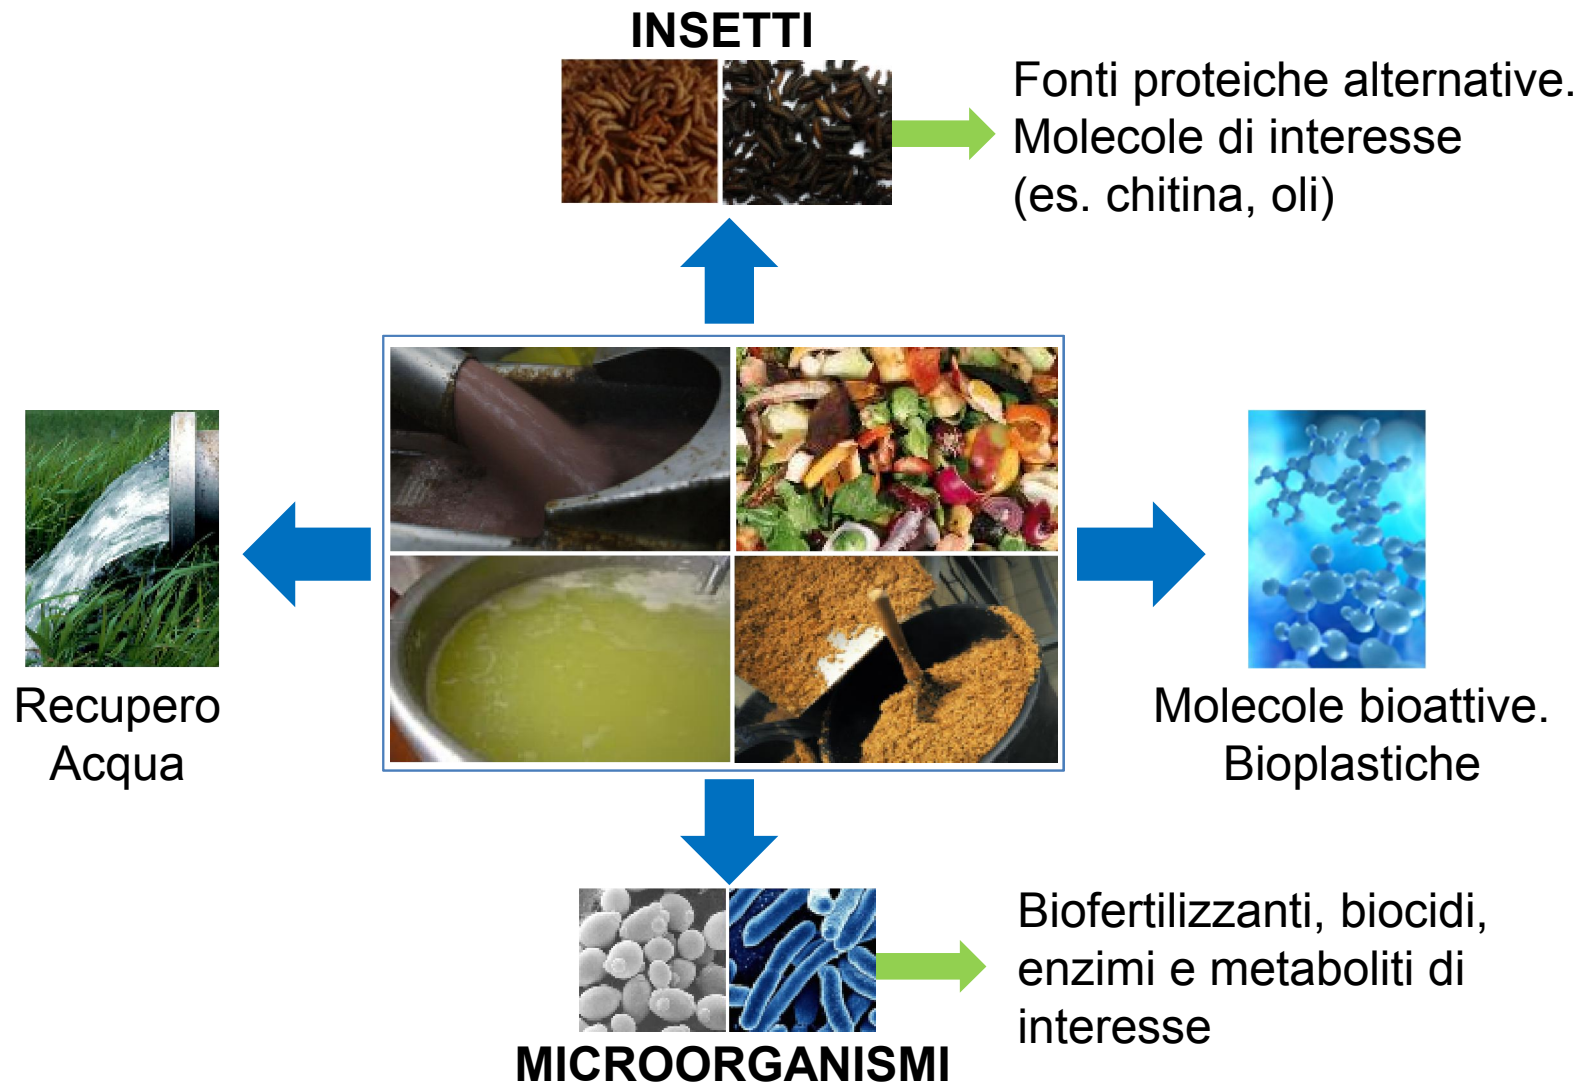 INSETTI
Fonti proteiche alternative.
Molecole di interesse
(es. chitina, oli)
Recupero
Acqua
Molecole bioattive.
Bioplastiche
Biofertilizzanti, biocidi,
enzimi e metaboliti di
interesse
MICROORGANISMI